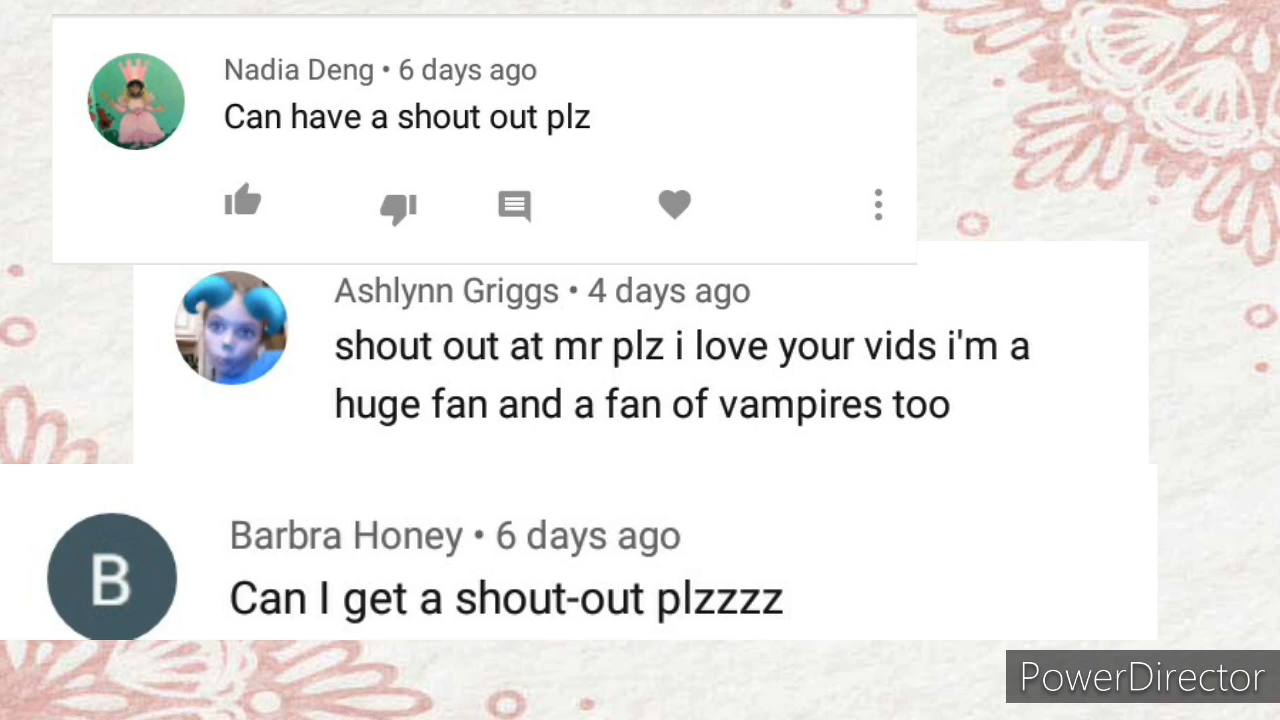 Nadia Deng • 6 days ago
Can have a shout out plz
Ashlynn Griggs • 4 days ago
shout out at mr plz i love your vids i'm a
huge fan and a fan of vampires too
B
Barbra Honey • 6 days ago
Can I get a shout-out plzzzz
PowerDirector